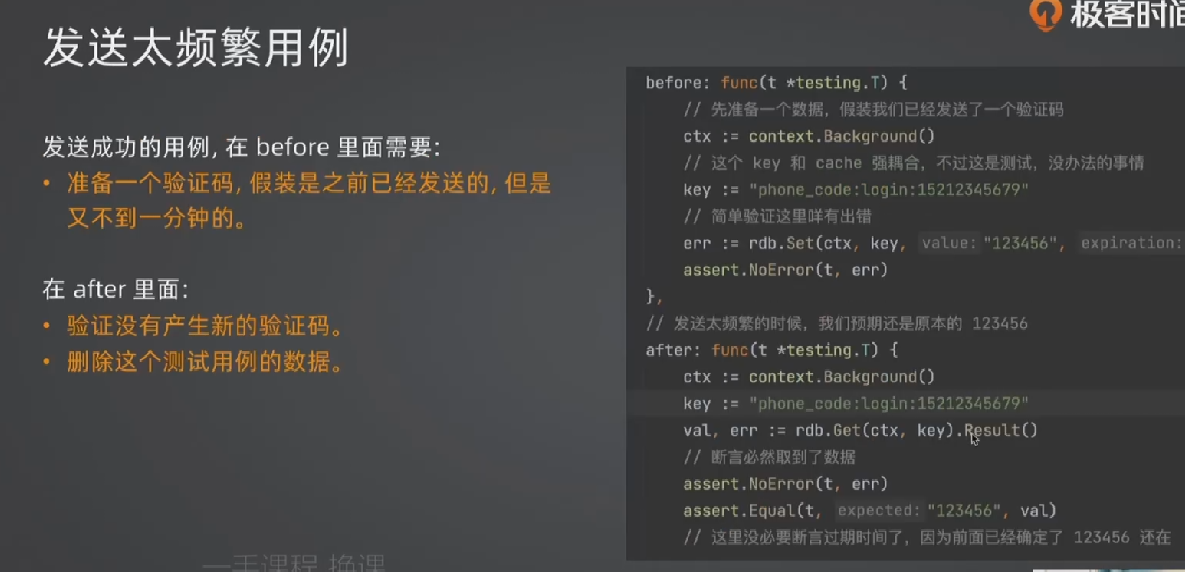 极客时间
发送太频繁用例
发送成功的用例, 在 before 里面需要:
• 准备一个验证码, 假装是之前已经发送的, 但是
又不到一分钟的。
在 after 里面:
• 验证没有产生新的验证码。
• 删除这个测试用例的数据。
before: func(t *testing.T) {
// 先准备一个数据，假装我们已经发送了一个验证码
ctx := context.Background()
// 这个 key 和 cache 强耦合，不过这是测试，没办法的事情
key := "phone_code:login:15212345679"
// 简单验证这里咩有出错
err := rdb.Set(ctx, key, value: "123456", expiration:
assert.NoError(t, err)
},
// 发送太频繁的时候，我们预期还是原本的 123456
after: func(t *testing.T) {
ctx := context.Background()
key := "phone_code:login:15212345679"
val, err := rdb.Get(ctx, key).Result()
// 断言必然取到了数据
assert.NoError(t, err)
assert.Equal(t, expected: "123456", val)
// 这里没必要断言过期时间了，因为前面已经确定了 123456 还在
一手课程 换课